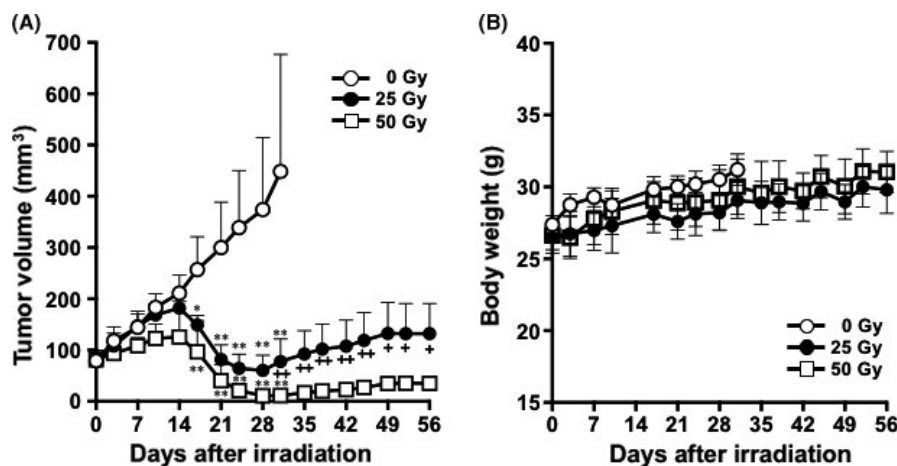 (A)
700
600
500
400
300
200
100
0
Tumor volume (mm³)
0 Gy
25 Gy
50 Gy
*
** ** ** **
** ** ** ** **
++ ++ ++ ++ ++ + + +
0 7 14 21 28 35 42 49 56
Days after irradiation
(B)
40
35
30
25
20
15
Body weight (g)
0 Gy
25 Gy
50 Gy
0 7 14 21 28 35 42 49 56
Days after irradiation